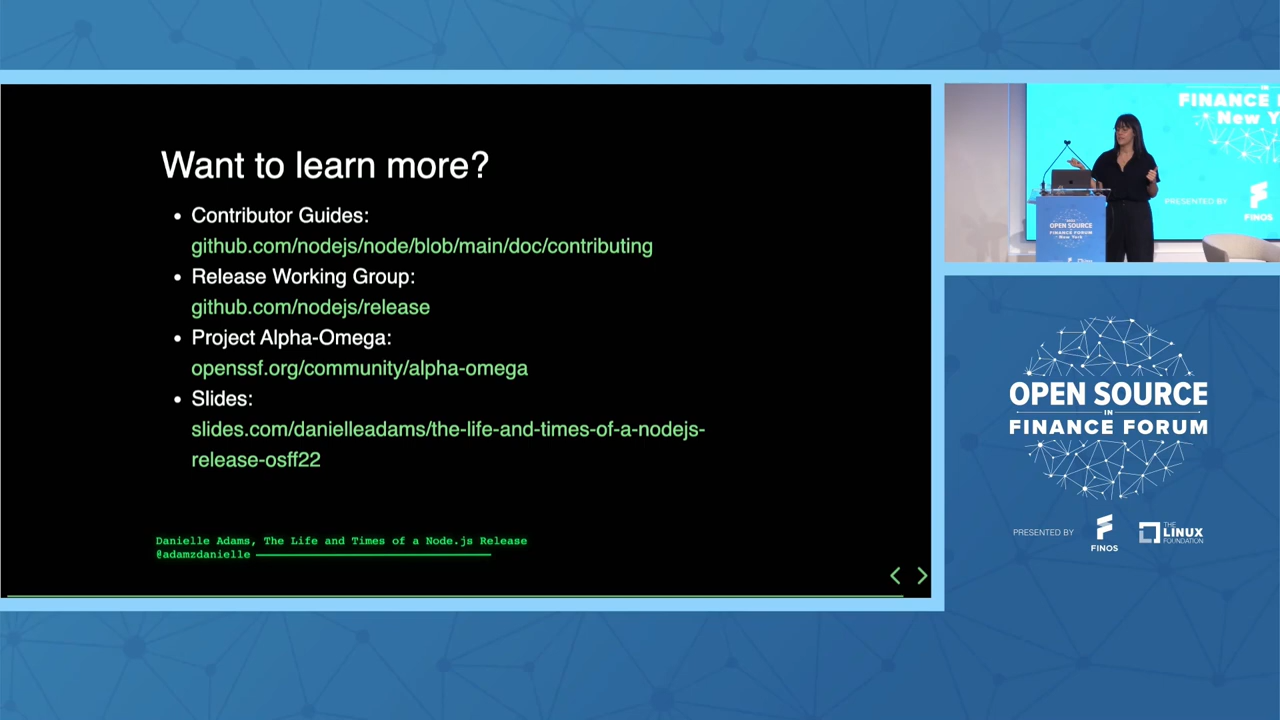 Want to learn more?
• Contributor Guides:
github.com/nodejs/node/blob/main/doc/contributing
• Release Working Group:
github.com/nodejs/release
• Project Alpha-Omega:
openssf.org/community/alpha-omega
• Slides:
slides.com/danielleadams/the-life-and-times-of-a-nodejs-
release-osff22
Danielle Adams, The Life and Times of a Node.js Release
@adamzdanielle
IN
FINANCE
New Y
PRESENTED BY
FINOS
OPEN SOURCE
IN
FINANCE FORUM
New York
OPEN SOURCE
IN
FINANCE FORUM
PRESENTED BY
FINOS
THE
LINUX
FOUNDATION